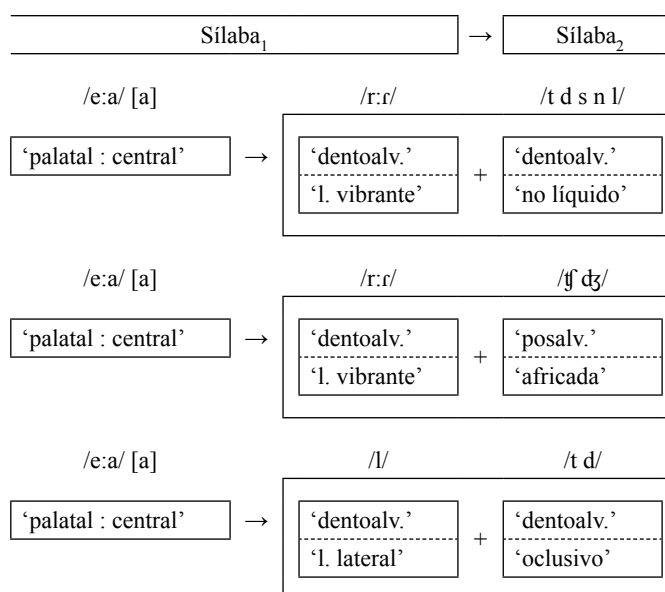 Sílaba₁ → Sílaba₂
/e:a/ [a] /r:ɾ/ /t d s n l/
‘palatal : central’ → ‘dentoalv.’ + ‘dentoalv.’
‘l. vibrante’ ‘no líquido’
/e:a/ [a] /r:ɾ/ /ʧ ʤ/
‘palatal : central’ → ‘dentoalv.’ + ‘posalv.’
‘l. vibrante’ ‘africada’
/e:a/ [a] /l/ /t d/
‘palatal : central’ → ‘dentoalv.’ + ‘dentoalv.’
‘l. lateral’ ‘oclusivo’